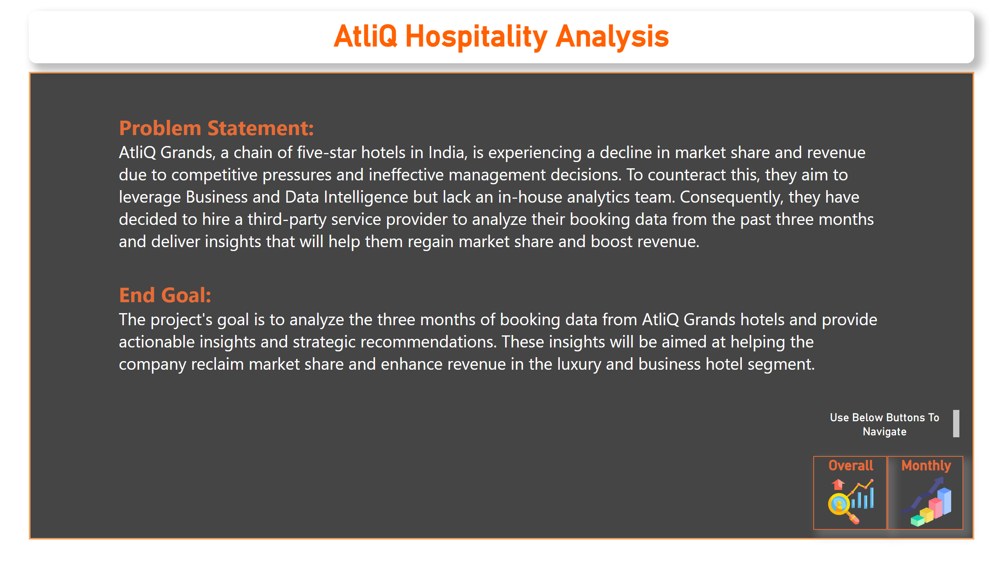 AtliQ Hospitality Analysis
Problem Statement:
AtliQ Grands, a chain of five-star hotels in India, is experiencing a decline in market share and revenue
due to competitive pressures and ineffective management decisions. To counteract this, they aim to
leverage Business and Data Intelligence but lack an in-house analytics team. Consequently, they have
decided to hire a third-party service provider to analyze their booking data from the past three months
and deliver insights that will help them regain market share and boost revenue.
End Goal:
The project's goal is to analyze the three months of booking data from AtliQ Grands hotels and provide
actionable insights and strategic recommendations. These insights will be aimed at helping the
company reclaim market share and enhance revenue in the luxury and business hotel segment.
Use Below Buttons To
Navigate
Overall
Monthly